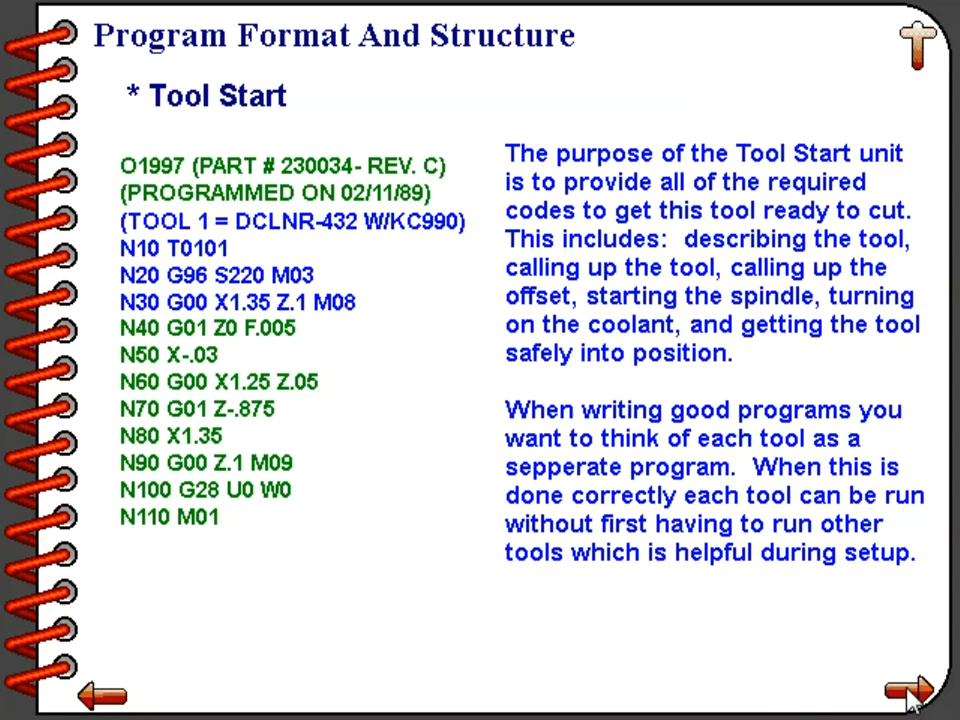 Program Format And Structure
* Tool Start
O1997 (PART # 230034- REV. C)
(PROGRAMMED ON 02/11/89)
(TOOL 1 = DCLNR-432 W/KC990)
N10 T0101
N20 G96 S220 M03
N30 G00 X1.35 Z.1 M08
N40 G01 Z0 F.005
N50 X-.03
N60 G00 X1.25 Z.05
N70 G01 Z-.875
N80 X1.35
N90 G00 Z.1 M09
N100 G28 U0 W0
N110 M01
The purpose of the Tool Start unit
is to provide all of the required
codes to get this tool ready to cut.
This includes:  describing the tool,
calling up the tool, calling up the
offset, starting the spindle, turning
on the coolant, and getting the tool
safely into position.
When writing good programs you
want to think of each tool as a
sepperate program.  When this is
done correctly each tool can be run
without first having to run other
tools which is helpful during setup.